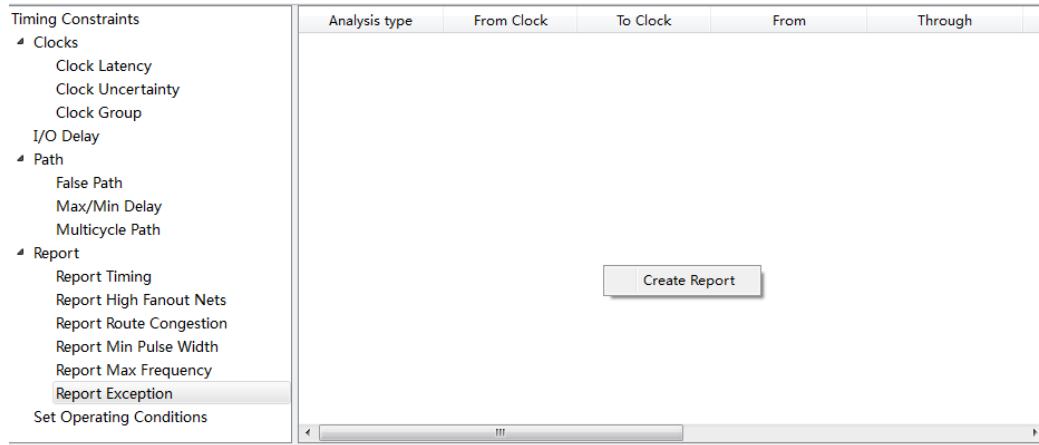 Timing Constraints
Clocks
Clock Latency
Clock Uncertainty
Clock Group
I/O Delay
Path
False Path
Max/Min Delay
Multicycle Path
Report
Report Timing
Report High Fanout Nets
Report Route Congestion
Report Min Pulse Width
Report Max Frequency
Report Exception
Set Operating Conditions
Analysis type From Clock To Clock From Through
Create Report